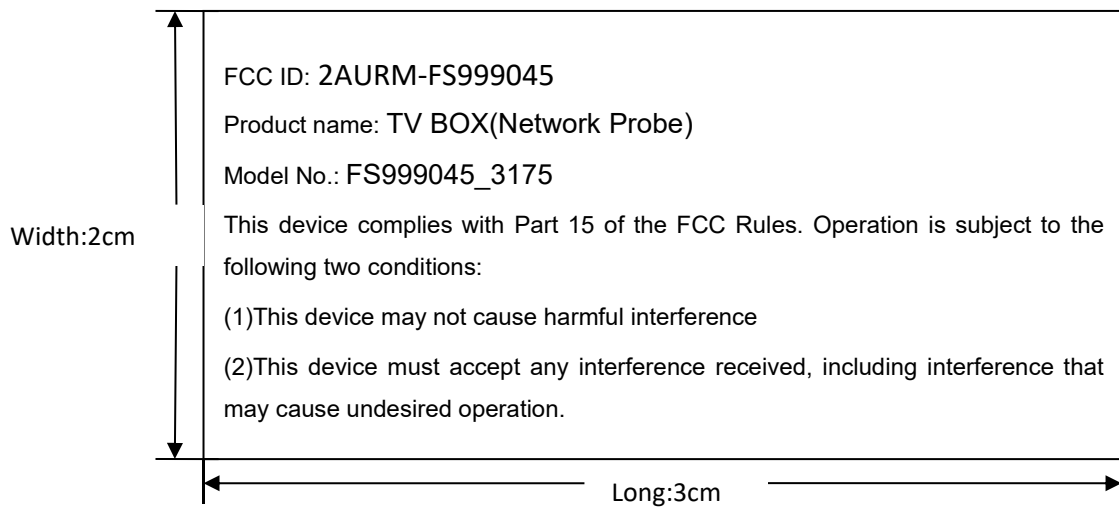 FCC ID: 2AURM-FS999045
Product name: TV BOX(Network Probe)
Model No.: FS999045_3175
Width:2cm
This device complies with Part 15 of the FCC Rules. Operation is subject to the
following two conditions:
(1)This device may not cause harmful interference
(2)This device must accept any interference received, including interference that
may cause undesired operation.
Long:3cm